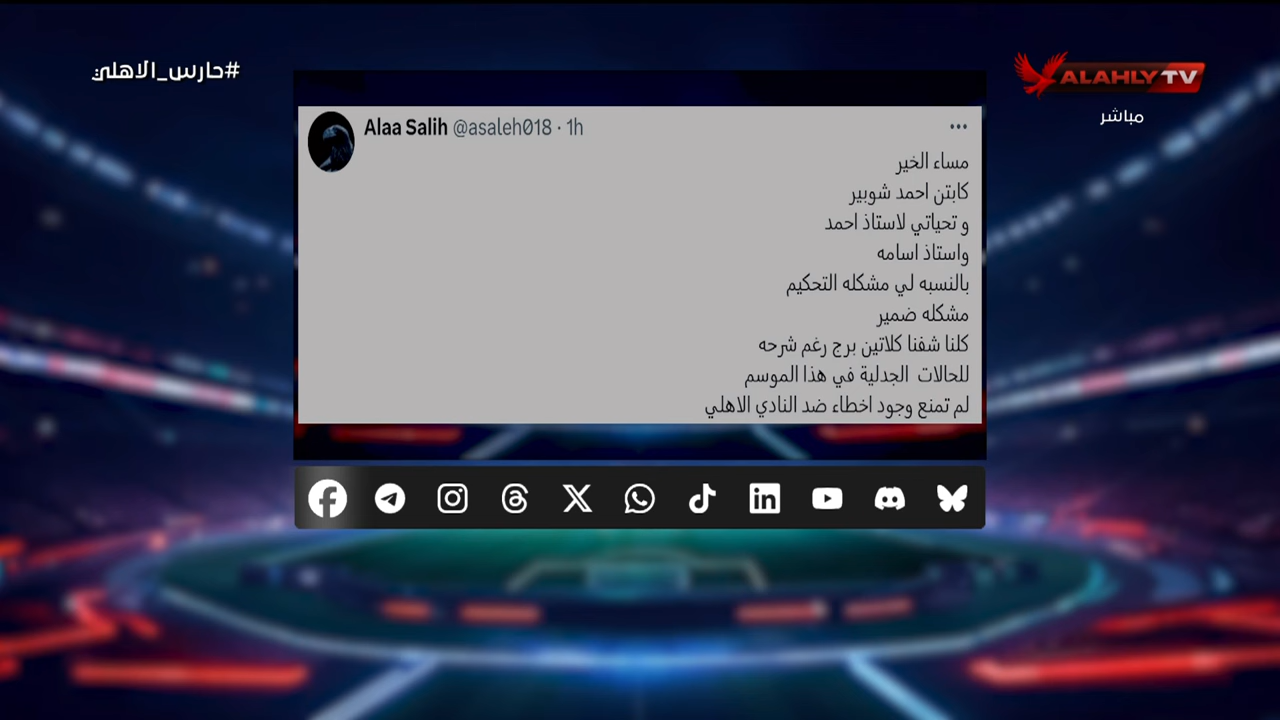 #حارس_الاهلي
ALAHLY TV
مباشر
Alaa Salih @asaleh018 · 1h
مساء الخير
كابتن احمد شوبير
و تحياتي لاستاذ احمد
واستاذ اسامه
بالنسبه لي مشكله التحكيم
مشكله ضمير
كلنا شفنا كلاتين برج رغم شرحه
للحالات الجدلية في هذا الموسم
لم تمنع وجود اخطاء ضد النادي الاهلي